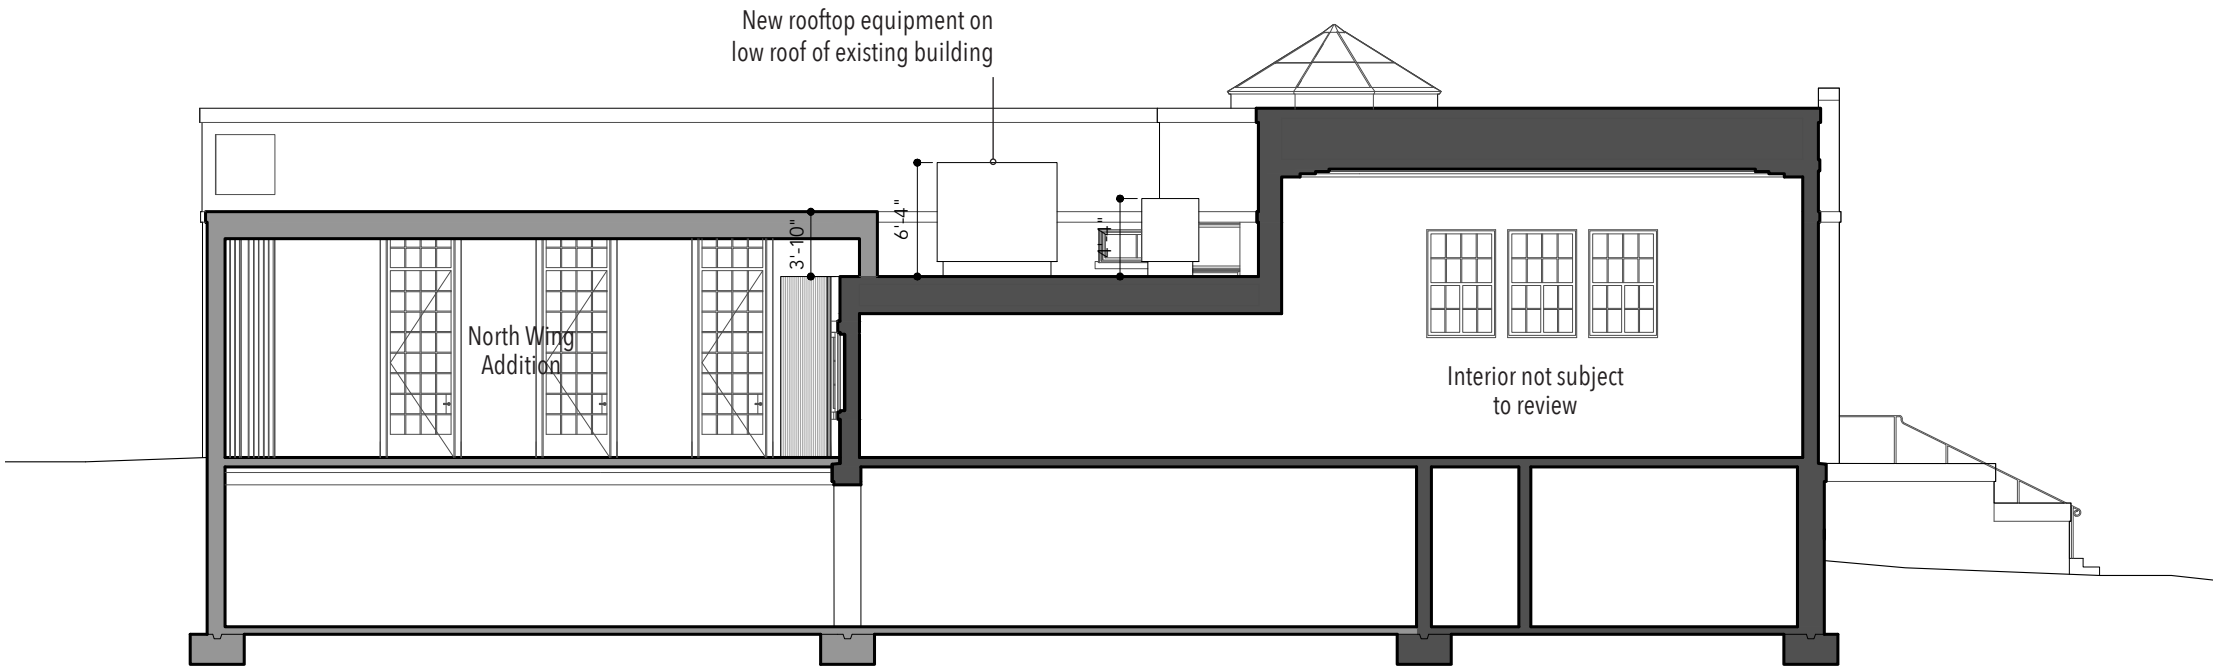 New rooftop equipment on
low roof of existing building
3'-10"
6'-4"
4'-4"
North Wing
Addition
Interior not subject
to review